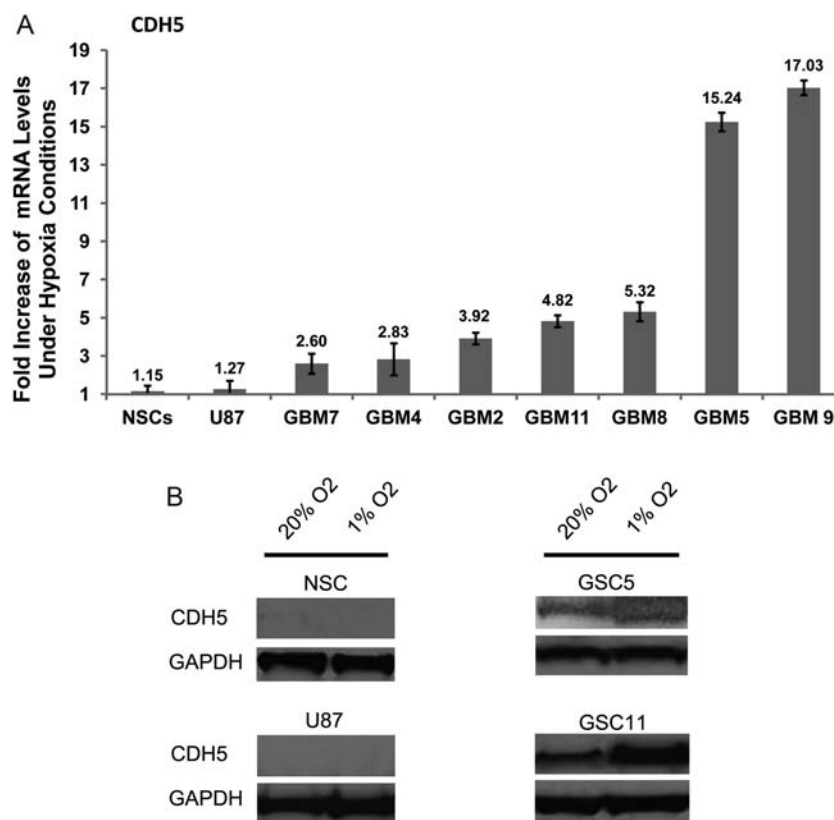 A
CDH5
Fold Increase of mRNA Levels
Under Hypoxia Conditions
19
17
15
13
11
9
7
5
3
1
1.15
1.27
2.60
2.83
3.92
4.82
5.32
15.24
17.03
NSCs
U87
GBM7
GBM4
GBM2
GBM11
GBM8
GBM5
GBM 9
B
20% O2
1% O2
20% O2
1% O2
NSC
GSC5
CDH5
GAPDH
U87
GSC11
CDH5
GAPDH